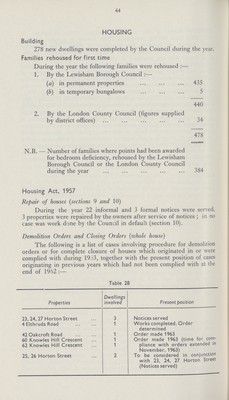 44
HOUSING
Building
278 new dwellings were completed by the Council during the year.
Families rehoused for first time
During the year the following families were rehoused :—
1. By the Lewisham Borough Council :—
(a) in permanent properties ... ... ... 435
(b) in temporary bungalows ... ... ... 5
440
2. By the London County Council (figures supplied
by district offices) ... ... ... ... ... 34
478
N.B. — Number of families where points had been awarded
for bedroom deficiency, rehoused by the Lewisham
Borough Council or the London County Council
during the year ... ... ... ... ... 384
Housing Act, 1957
Repair of houses (sections 9 and 10)
During the year 22 informal and 3 formal notices were served.
3 properties were repaired by the owners after service of notices ; in no
case was work done by the Council in default (section 10).
Demolition Orders and Closing Orders (whole house)
The following is a list of cases involving procedure for demolition
orders or for complete closure of houses which originated in or were
complied with during 1963, together with the present position of cases
originating in previous years which had not been complied with at the
end of 1962 :—
Table 28
Properties Dwellings involved Present position
23, 24, 27 Horton Street ... 3 Notices served
4 Eldruds Road ... ... 1 Works completed. Order
determined
42 Oakcroft Road ... 1 Order made 1963
60 Knowles Hill Crescent ... 1 Order made 1963 (time for com-
62 Knowles Hill Crescent ... 1 pliance with orders extended to
November, 1963)
25, 26 Horton Street ... 2 To be considered in conjunction
with 23, 24, 27 Horton Street
(Notices served)